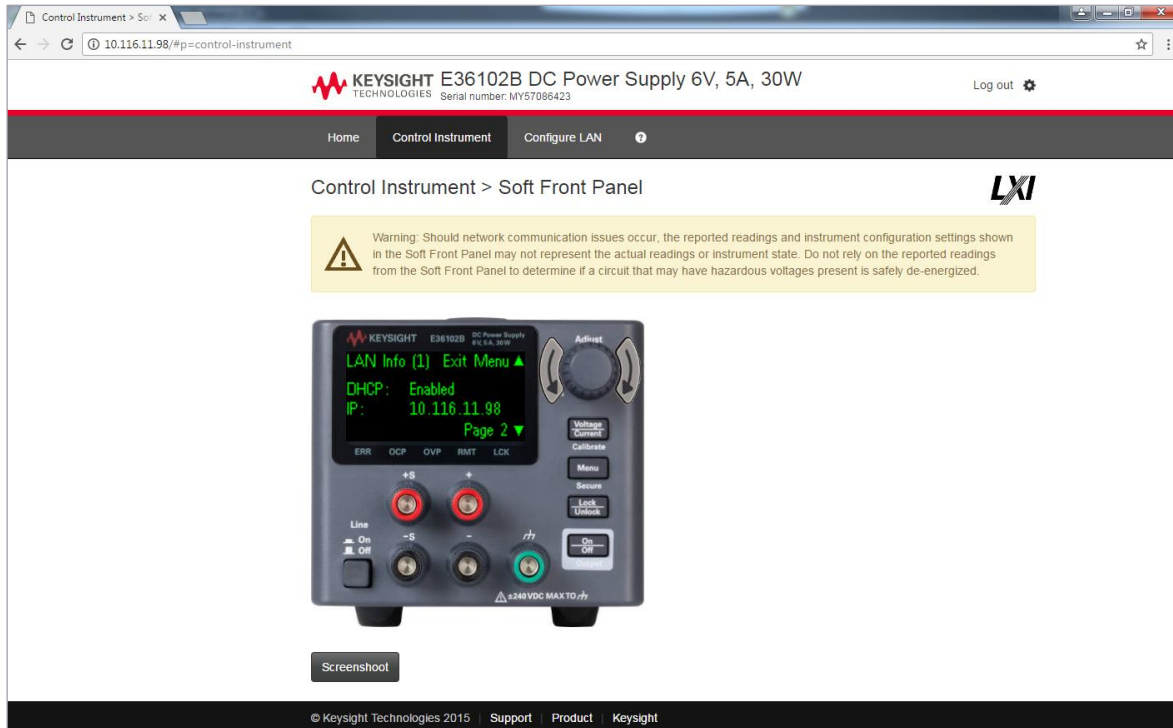 Control Instrument > So
10.116.11.98/#p=control-instrument
KEYSIGHT TECHNOLOGIES
E36102B DC Power Supply 6V, 5A, 30W
Serial number: MY57086423
Log out
Home Control Instrument Configure LAN ?
Control Instrument > Soft Front Panel
LXI
Warning: Should network communication issues occur, the reported readings and instrument configuration settings shown
in the Soft Front Panel may not represent the actual readings or instrument state. Do not rely on the reported readings
from the Soft Front Panel to determine if a circuit that may have hazardous voltages present is safely de-energized.
KEYSIGHT E36102B DC Power Supply
6V, 5A, 30W
LAN Info (1) Exit Menu ▲
DHCP: Enabled
IP: 10.116.11.98
Page 2 ▼
ERR OCP OVP RMT LCK
Adjust
Voltage
Current
Calibrate
Menu
Secure
Lock
Unlock
On
Off
Output
+S +
Line
On
Off
-S -
±240 VDC MAX TO
Screenshoot
© Keysight Technologies 2015 | Support | Product | Keysight